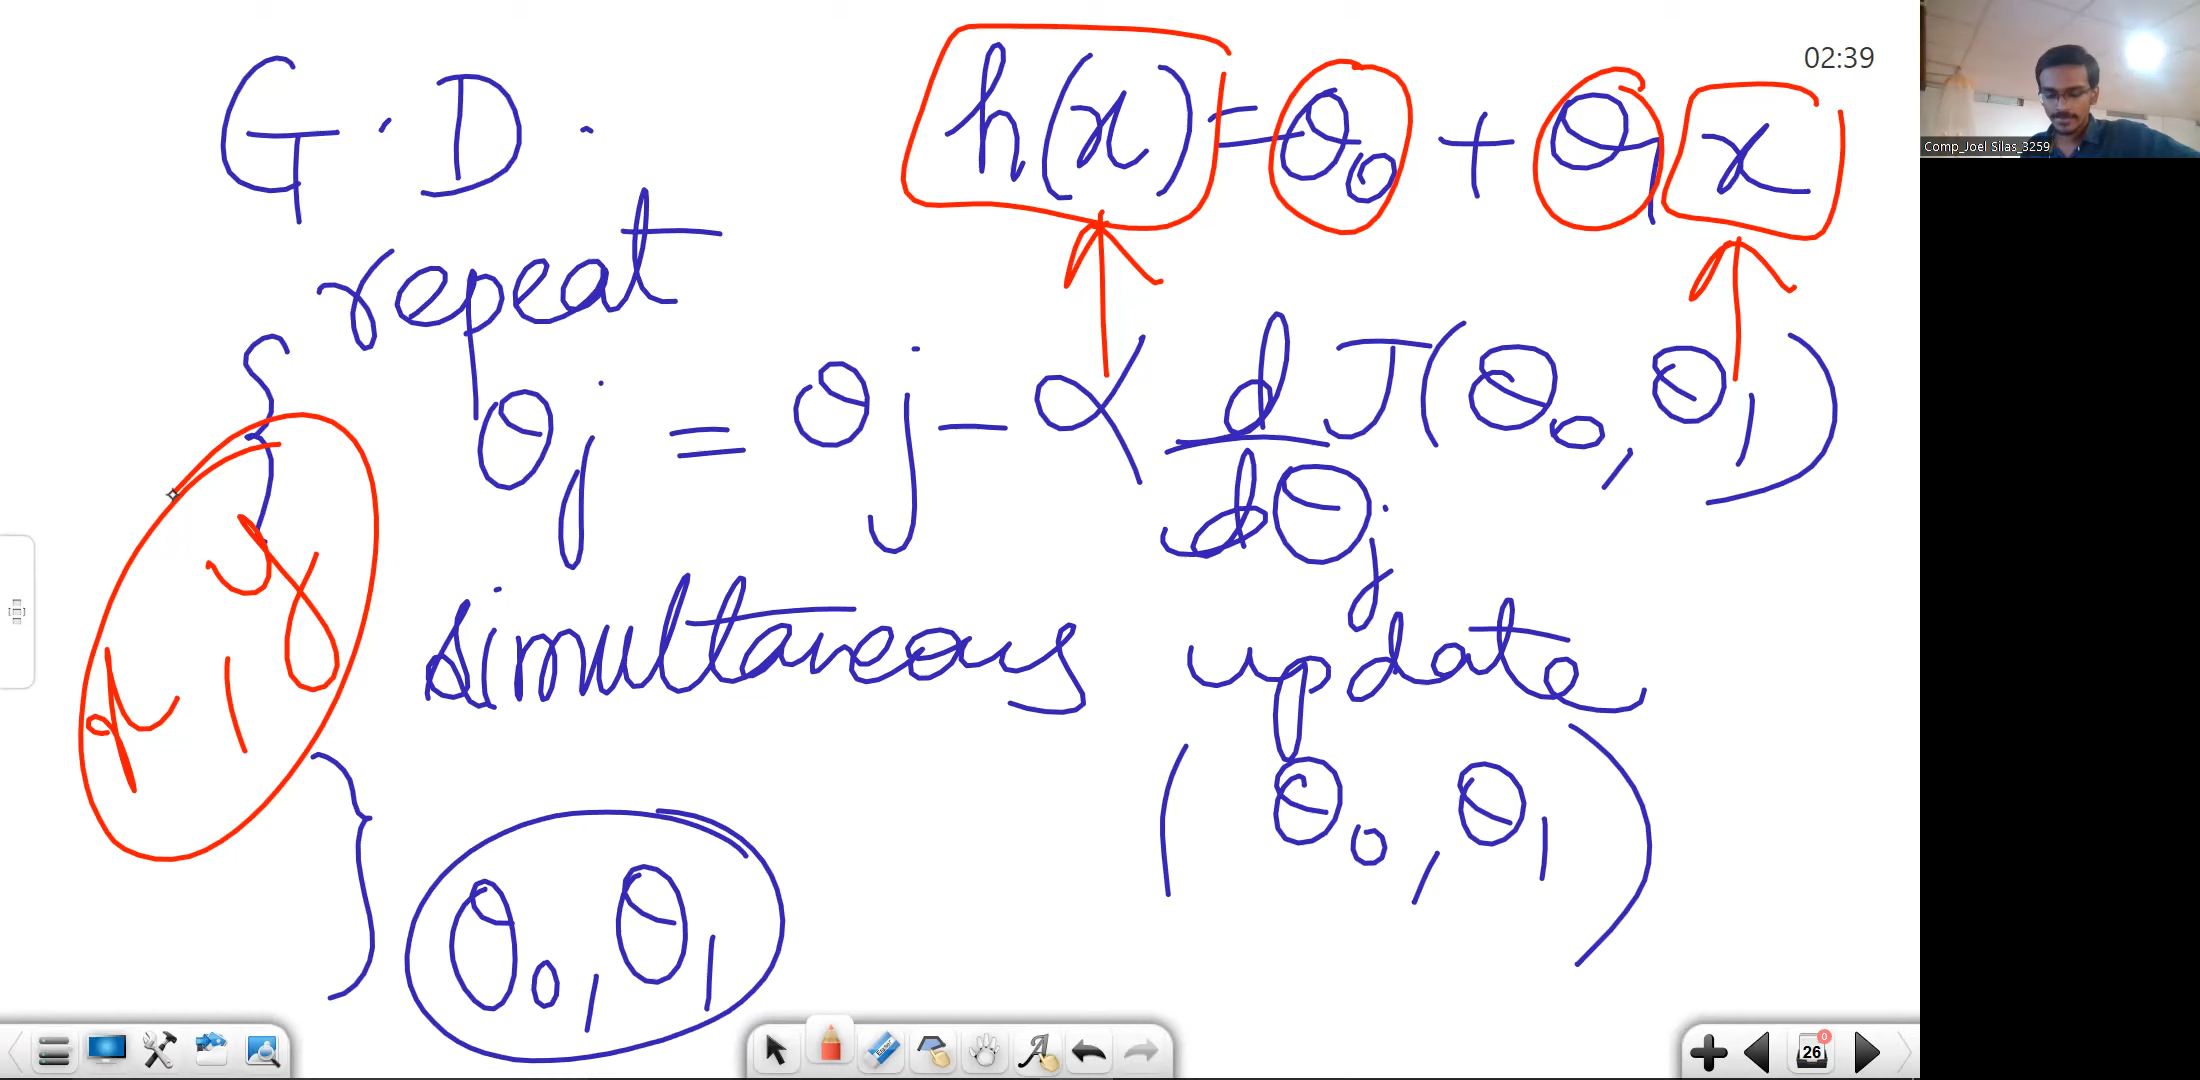 G.D.
h(x) = θ₀ + θ₁ x
02:39
Comp_Joel Silas_3259
repeat
{
θj = θj - α d/dθj J(θ₀, θ₁)
x, y
simultaneous update
(θ₀, θ₁)
}
θ₀, θ₁
26
0